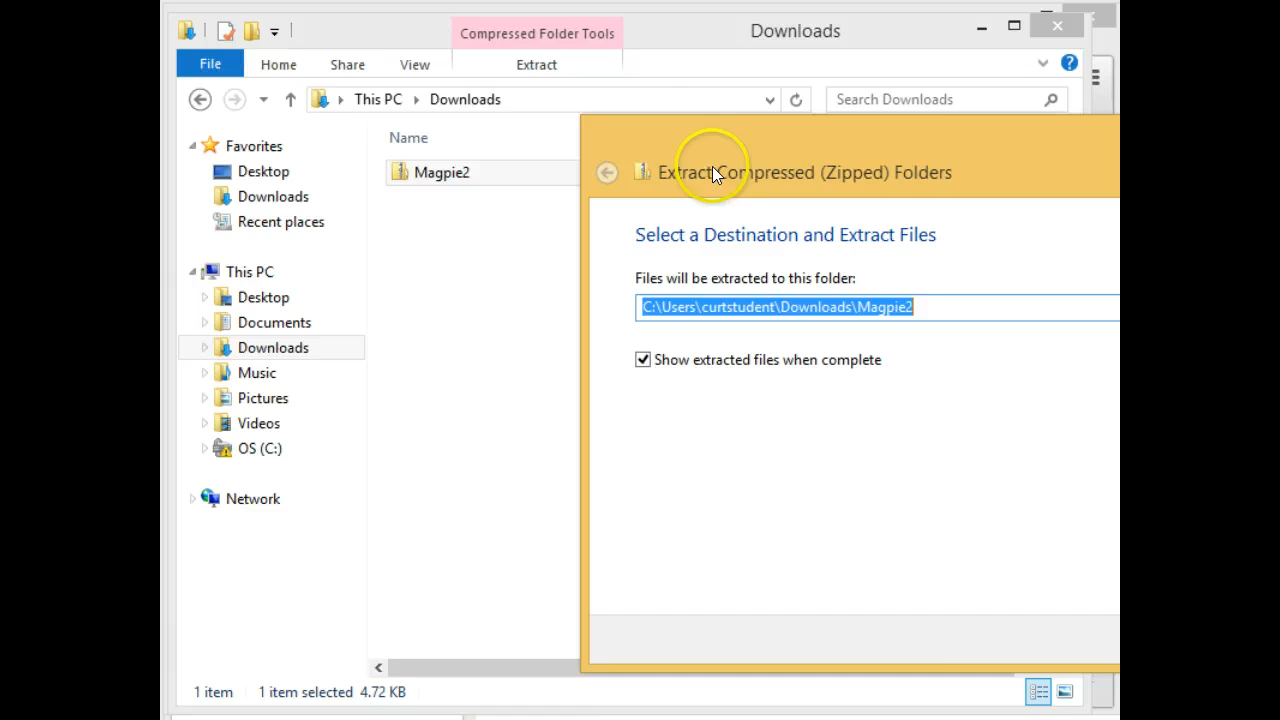 Compressed Folder Tools
Downloads
File
Home
Share
View
Extract
This PC
Downloads
Search Downloads
Favorites
Desktop
Downloads
Recent places
This PC
Desktop
Documents
Downloads
Music
Pictures
Videos
OS (C:)
Network
Name
Magpie2
Extract Compressed (Zipped) Folders
Select a Destination and Extract Files
Files will be extracted to this folder:
C:\Users\curtstudent\Downloads\Magpie2
Show extracted files when complete
1 item
1 item selected 4.72 KB